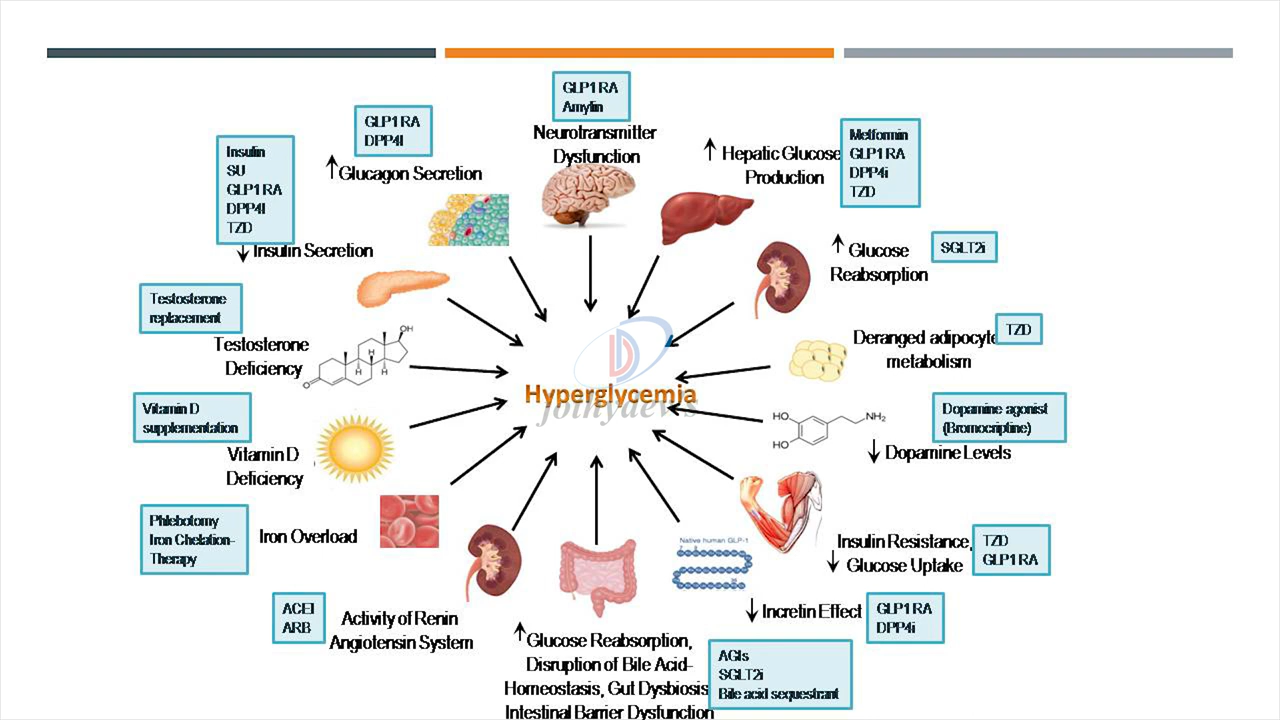 GLP1 RA
Amylin
Neurotransmitter
Dysfunction
GLP1 RA
DPP4I
↑Glucagon Secretion
Insulin
SU
GLP1 RA
DPP4I
TZD
↓ Insulin Secretion
Testosterone
replacement
Testosterone
Deficiency
OH
H
H
H
O
Vitamin D
supplementation
Vitamin D
Deficiency
Phlebotomy
Iron Chelation-
Therapy
Iron Overload
ACEI
ARB
Activity of Renin
Angiotensin System
↑Glucose Reabsorption,
Disruption of Bile Acid-
Homeostasis, Gut Dysbiosis
Intestinal Barrier Dysfunction
AGIs
SGLT2i
Bile acid sequestrant
↓ Incretin Effect
GLP1 RA
DPP4i
Native human GLP-1
Insulin Resistance,
↓ Glucose Uptake
TZD
GLP1 RA
HO
HO
NH₂
Dopamine agonist
(Bromocriptine)
↓ Dopamine Levels
Deranged adipocyte
metabolism
TZD
↑ Glucose
Reabsorption
SGLT2i
↑ Hepatic Glucose
Production
Metformin
GLP1 RA
DPP4i
TZD
Hyperglycemia